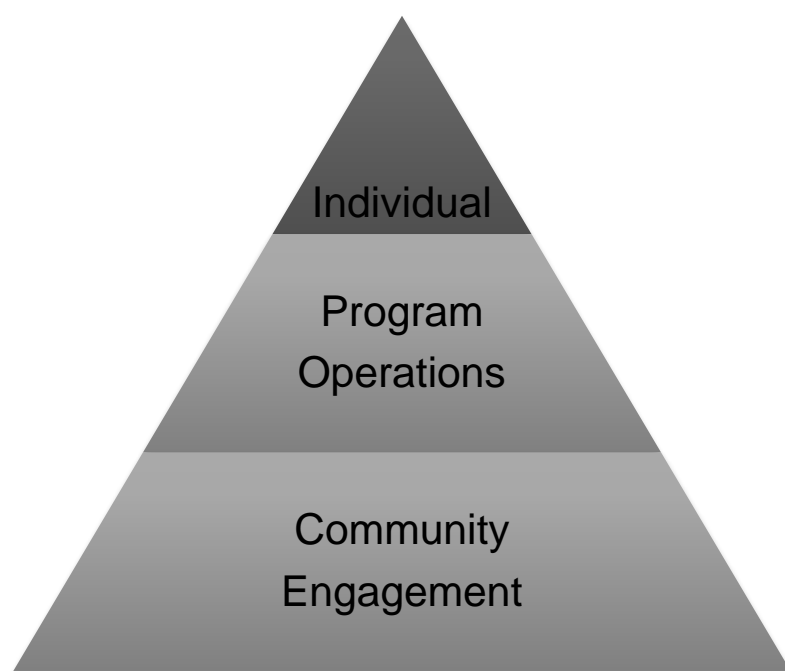 Individual
Program
Operations
Community
Engagement